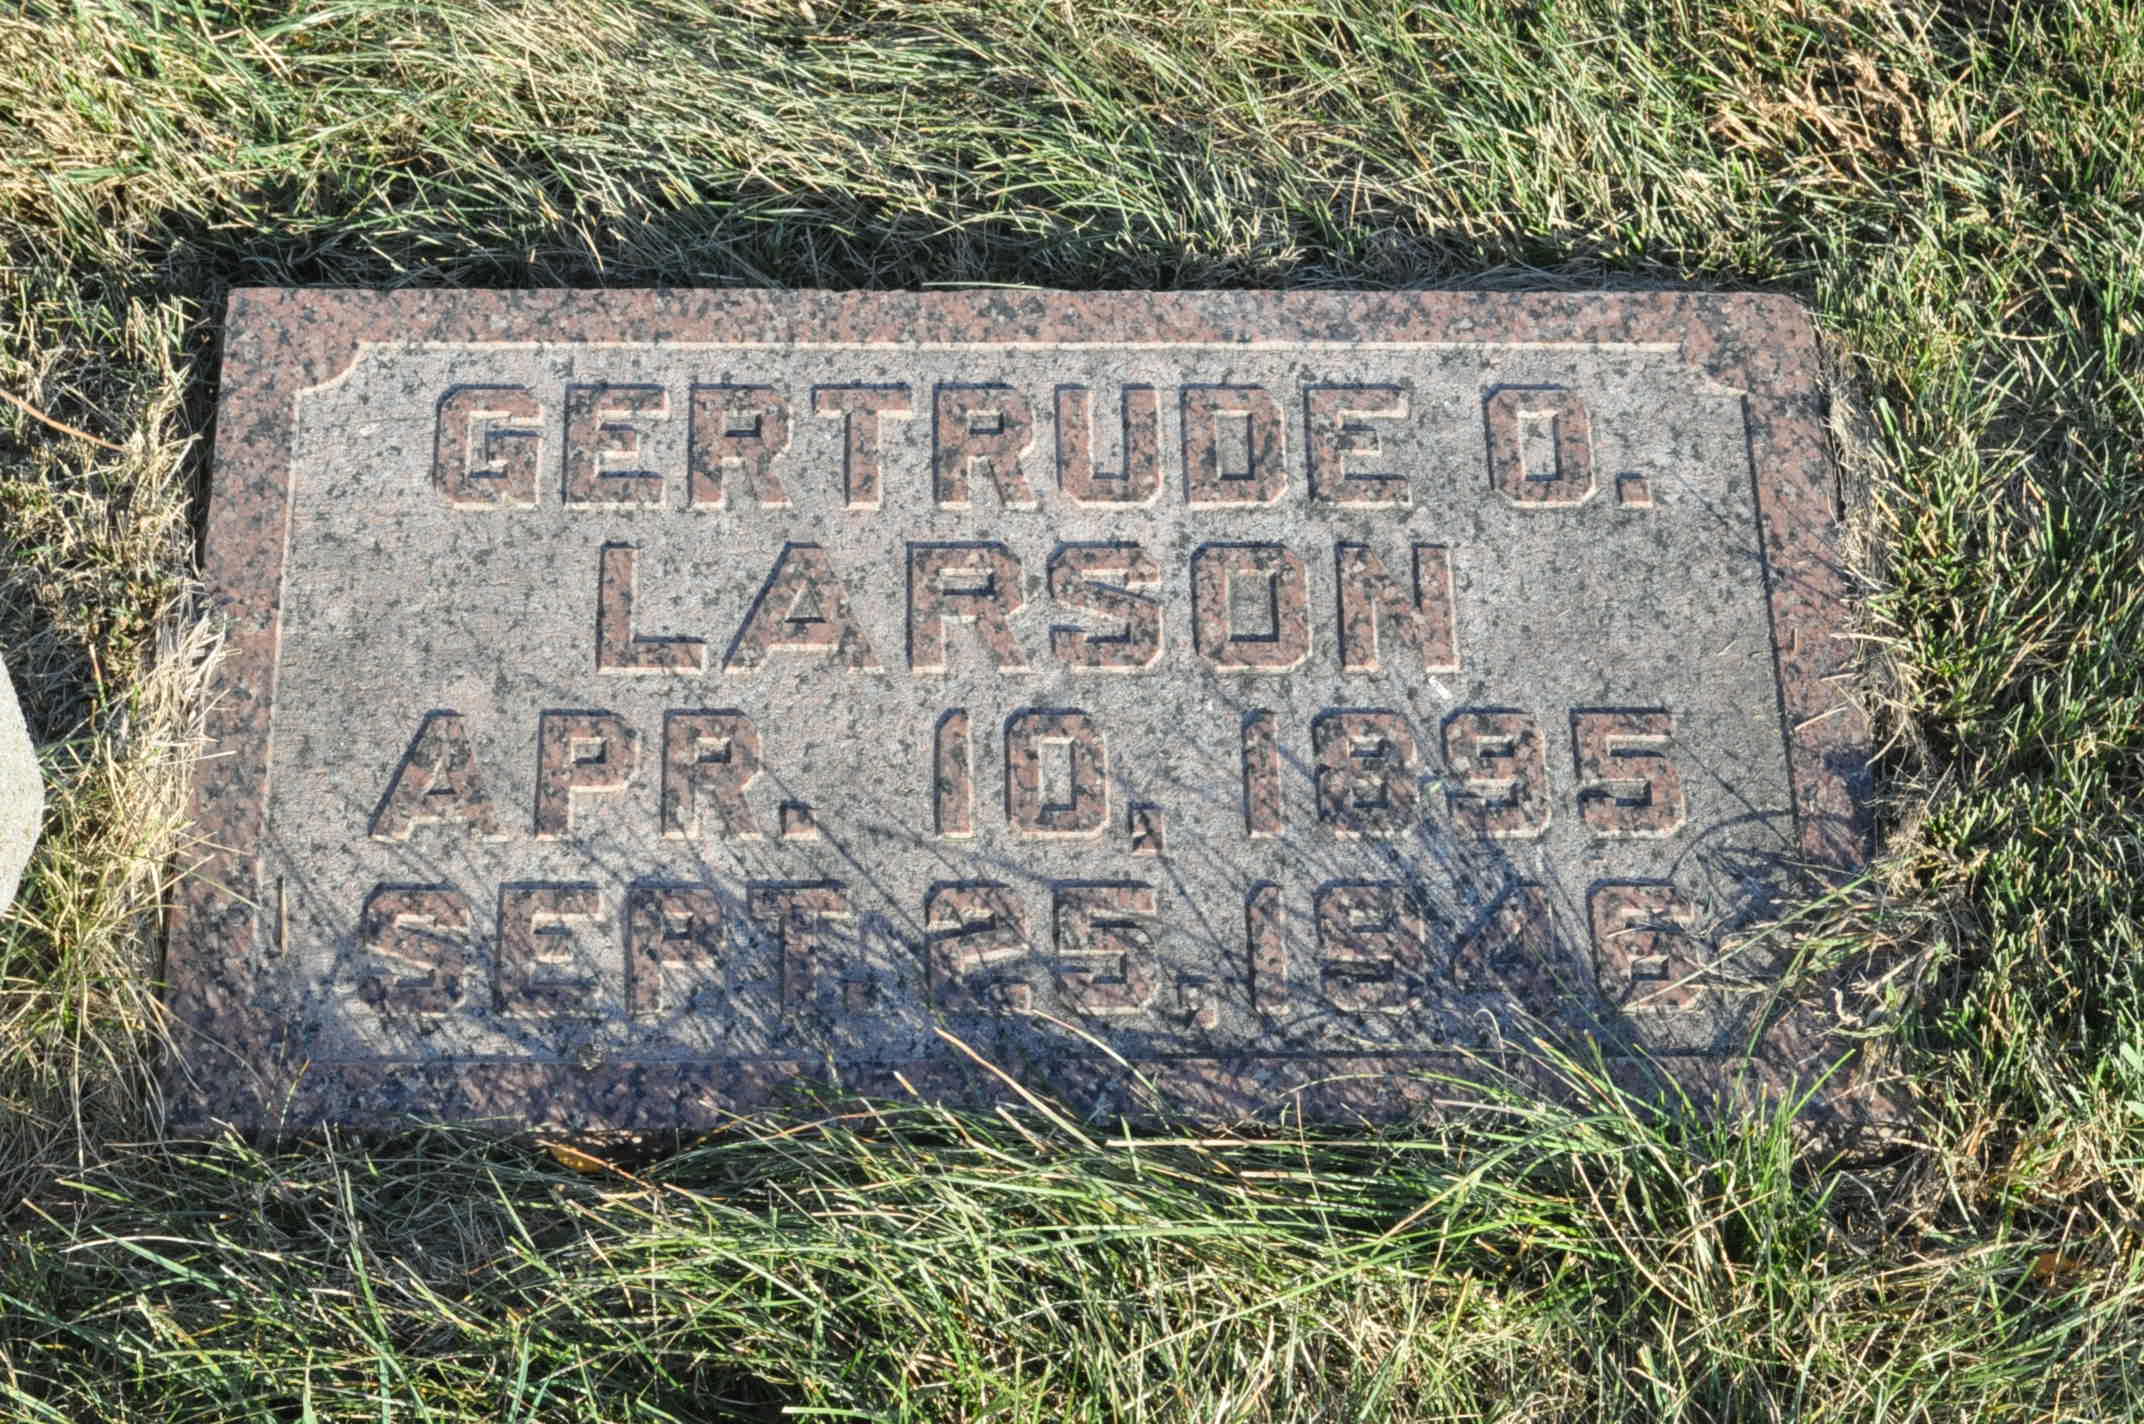 GERTRUDE O.
LARSON
APR. 10, 1895
SEPT. 25, 1946